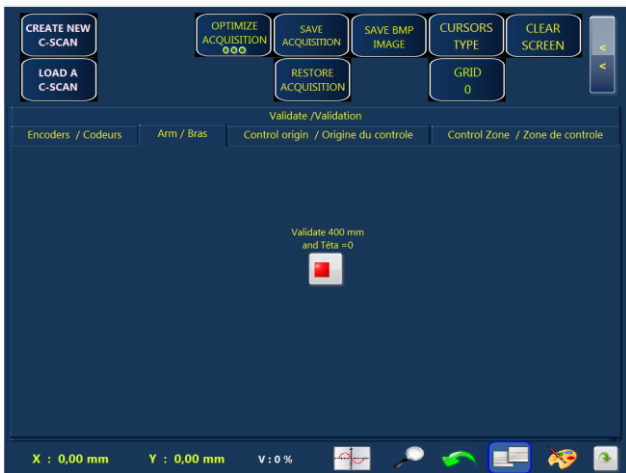 CREATE NEW
C-SCAN
OPTIMIZE
ACQUISITION
SAVE
ACQUISITION
SAVE BMP
IMAGE
CURSORS
TYPE
CLEAR
SCREEN
<
<
LOAD A
C-SCAN
RESTORE
ACQUISITION
GRID
0
Validate /Validation
Encoders / Codeurs
Arm / Bras
Control origin / Origine du controle
Control Zone / Zone de controle
Validate 400 mm
and Téta =0
X : 0,00 mm
Y : 0,00 mm
V : 0 %